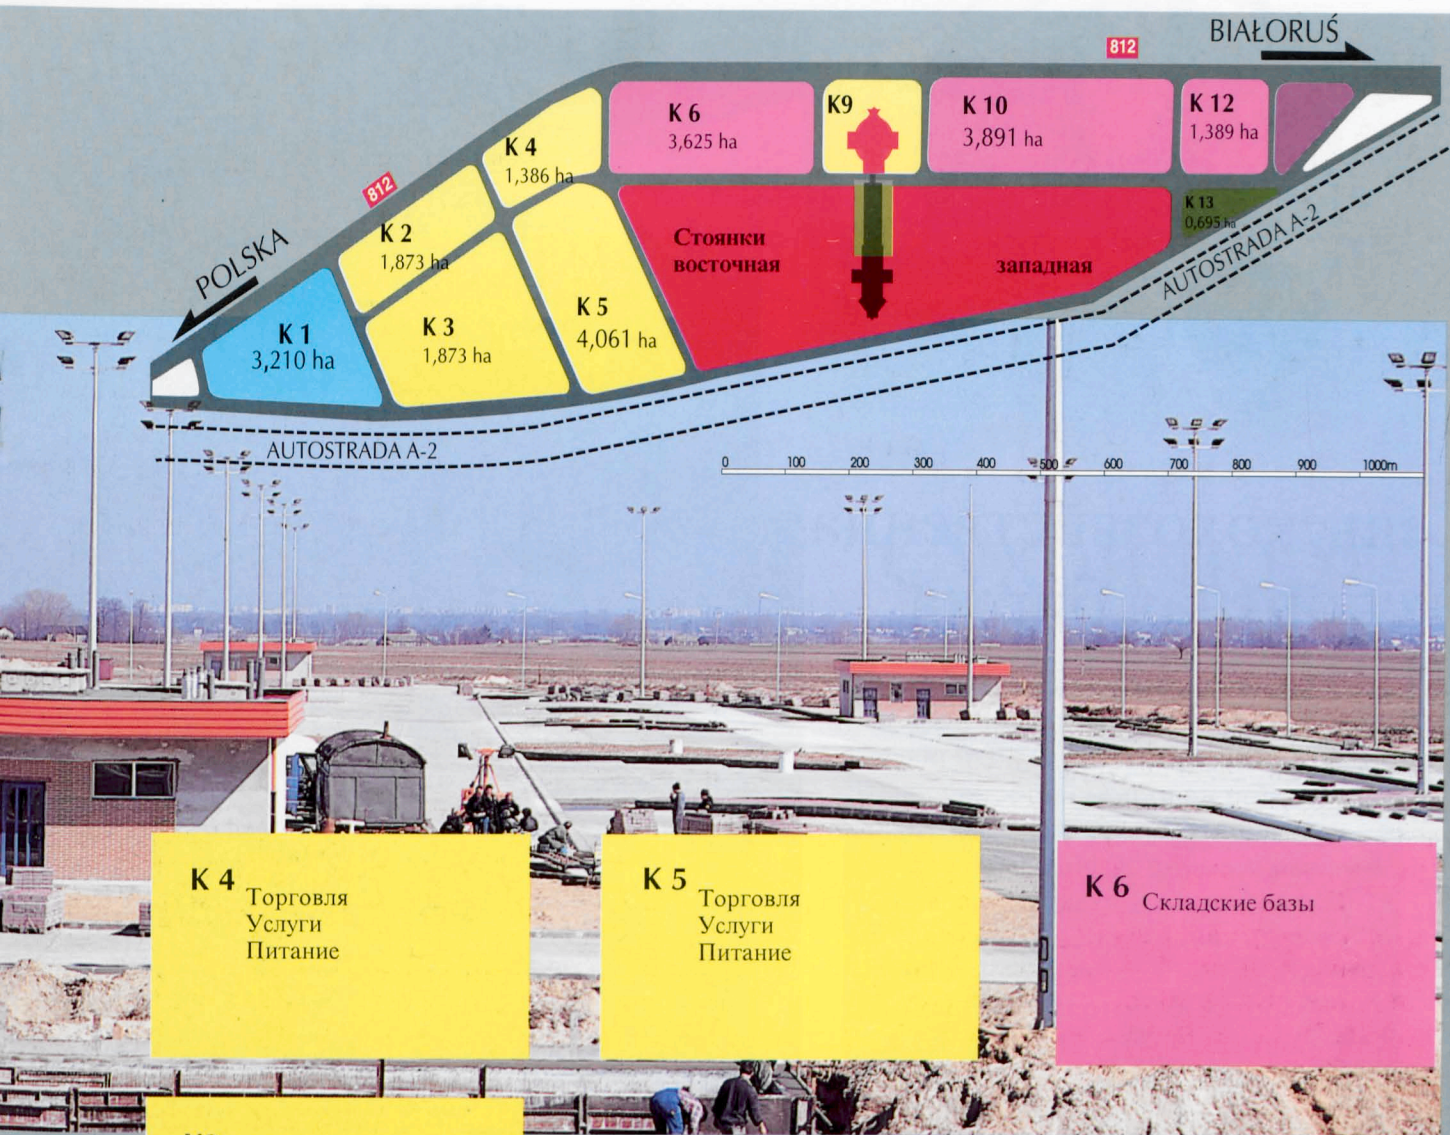 BIAŁORUŚ
812
K 6
3,625 ha
K9
K 10
3,891 ha
K 12
1,389 ha
K 4
1,386 ha
812
K 2
1,873 ha
K 13
0,695 ha
POLSKA
Стоянки
восточная
западная
AUTOSTRADA A-2
K 1
3,210 ha
K 3
1,873 ha
K 5
4,061 ha
AUTOSTRADA A-2
0 100 200 300 400 500 600 700 800 900 1000m
K 4
Торговля
Услуги
Питание
K 5
Торговля
Услуги
Питание
K 6
Складские базы